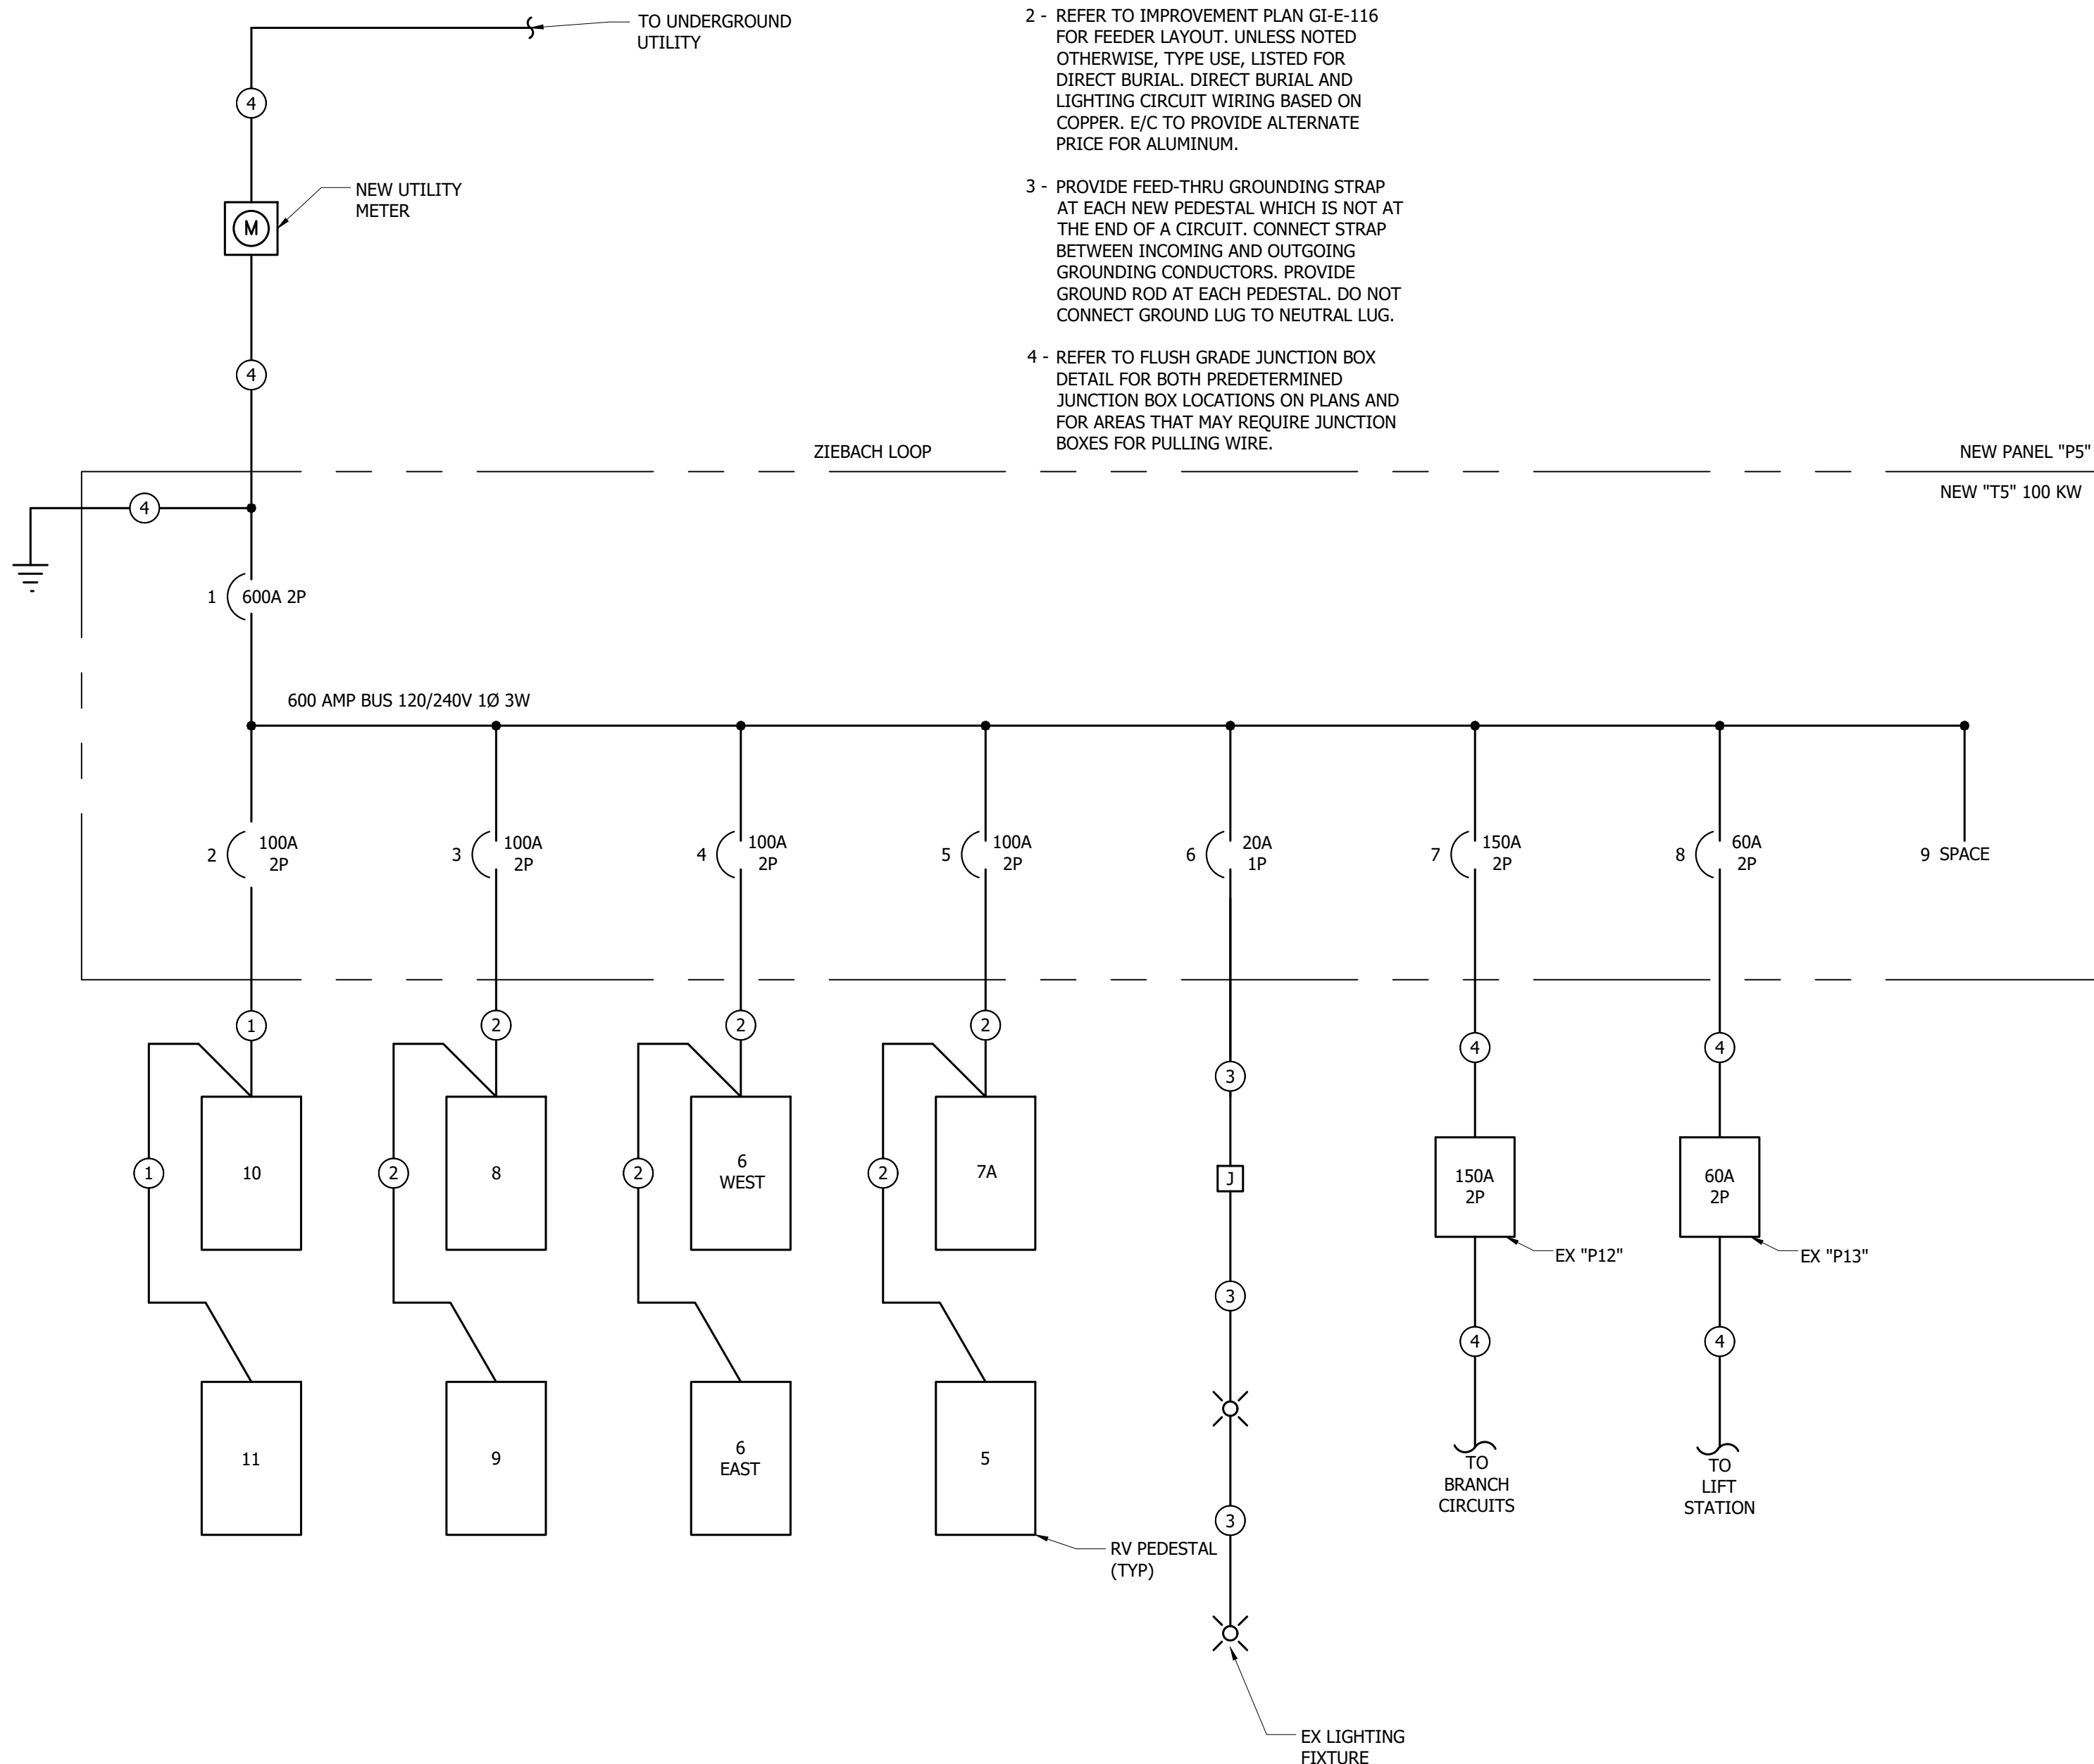 TO UNDERGROUND
UTILITY
2 - REFER TO IMPROVEMENT PLAN GI-E-116
FOR FEEDER LAYOUT. UNLESS NOTED
OTHERWISE, TYPE USE, LISTED FOR
DIRECT BURIAL. DIRECT BURIAL AND
LIGHTING CIRCUIT WIRING BASED ON
COPPER. E/C TO PROVIDE ALTERNATE
PRICE FOR ALUMINUM.
4
NEW UTILITY
METER
M
3 - PROVIDE FEED-THRU GROUNDING STRAP
AT EACH NEW PEDESTAL WHICH IS NOT AT
THE END OF A CIRCUIT. CONNECT STRAP
BETWEEN INCOMING AND OUTGOING
GROUNDING CONDUCTORS. PROVIDE
GROUND ROD AT EACH PEDESTAL. DO NOT
CONNECT GROUND LUG TO NEUTRAL LUG.
4
4 - REFER TO FLUSH GRADE JUNCTION BOX
DETAIL FOR BOTH PREDETERMINED
JUNCTION BOX LOCATIONS ON PLANS AND
FOR AREAS THAT MAY REQUIRE JUNCTION
BOXES FOR PULLING WIRE.
ZIEBACH LOOP
NEW PANEL "P5"
NEW "T5" 100 KW
4
1 600A 2P
600 AMP BUS 120/240V 1Ø 3W
2 100A
2P
3 100A
2P
4 100A
2P
5 100A
2P
6 20A
1P
7 150A
2P
8 60A
2P
9 SPACE
1
2
2
2
3
4
4
1
10
2
8
2
6
WEST
2
7A
J
150A
2P
60A
2P
EX "P12"
EX "P13"
3
4
4
11
9
6
EAST
5
TO
BRANCH
CIRCUITS
TO
LIFT
STATION
3
RV PEDESTAL
(TYP)
EX LIGHTING
FIXTURE